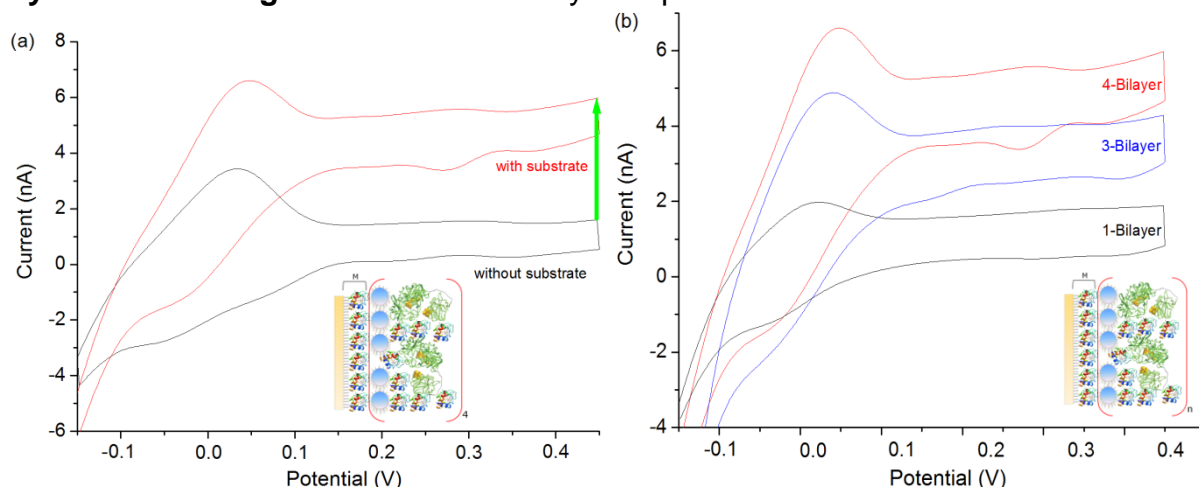 (a)
8
6
4
2
0
-2
-4
-6
Current (nA)
with substrate
without substrate
M
4
-0.1 0.0 0.1 0.2 0.3 0.4
Potential (V)
(b)
6
4
2
0
-2
-4
Current (nA)
4-Bilayer
3-Bilayer
1-Bilayer
M
n
-0.1 0.0 0.1 0.2 0.3 0.4
Potential (V)